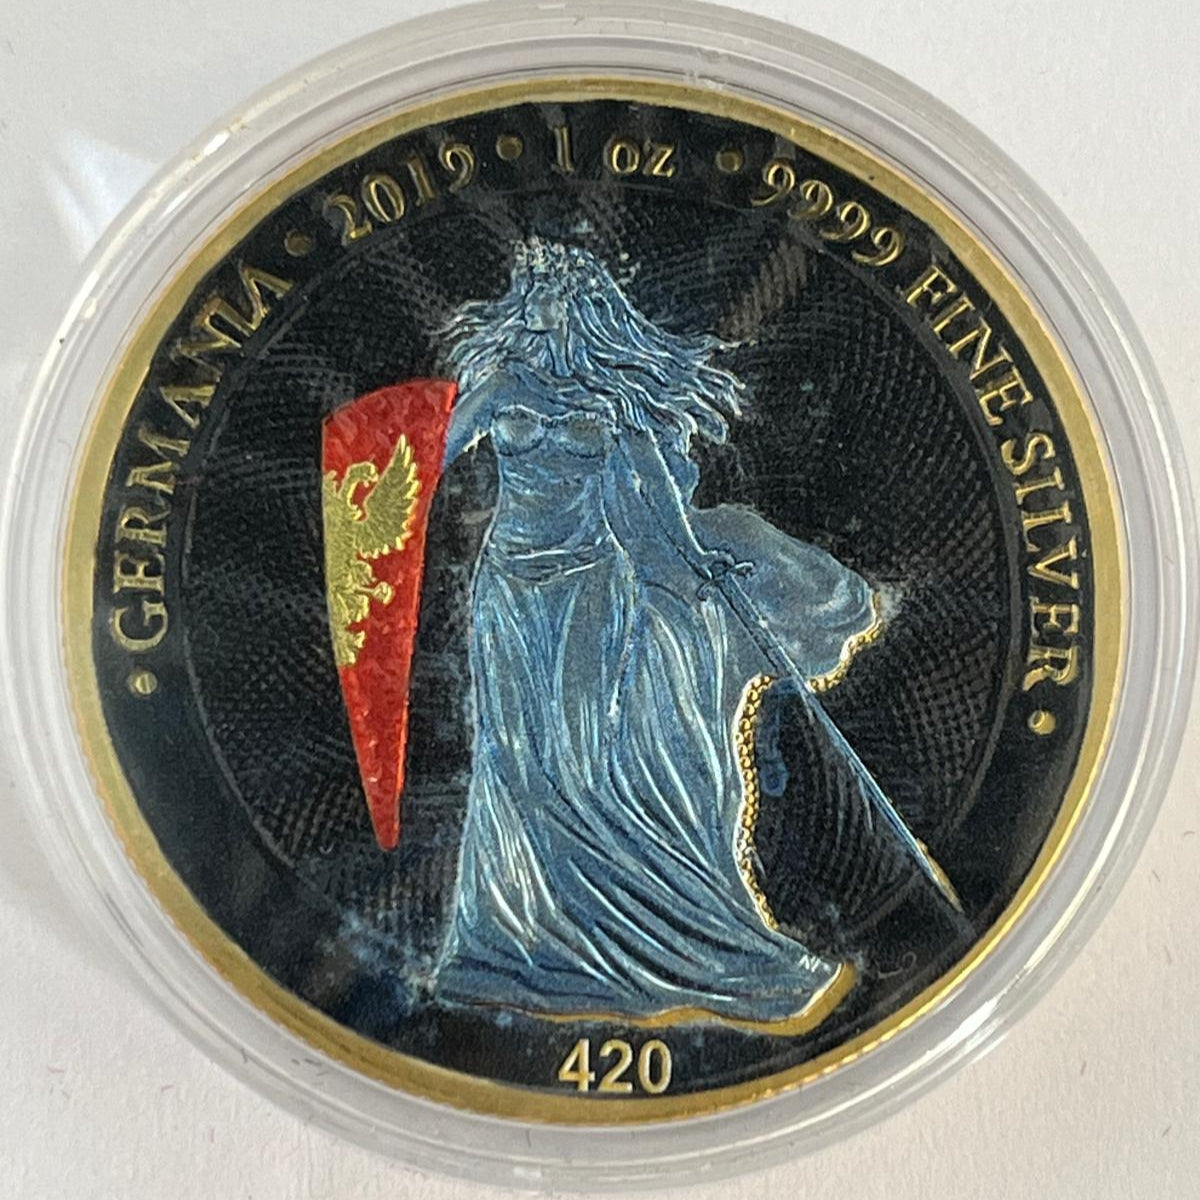 • GERMANIA • 2019 • 1 oz • 9999 FINE SILVER •
420